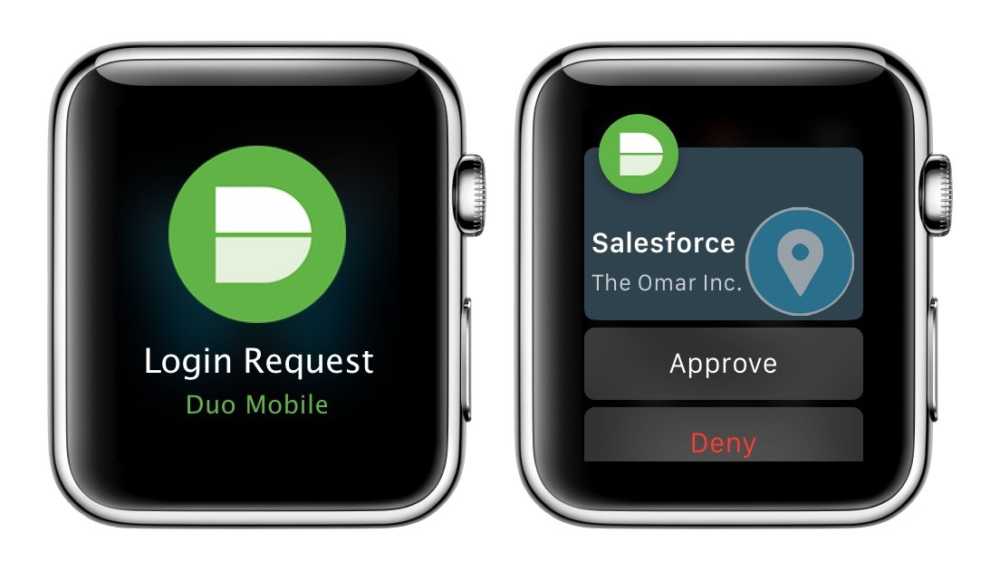 Login Request
Duo Mobile
Salesforce
The Omar Inc.
Approve
Deny